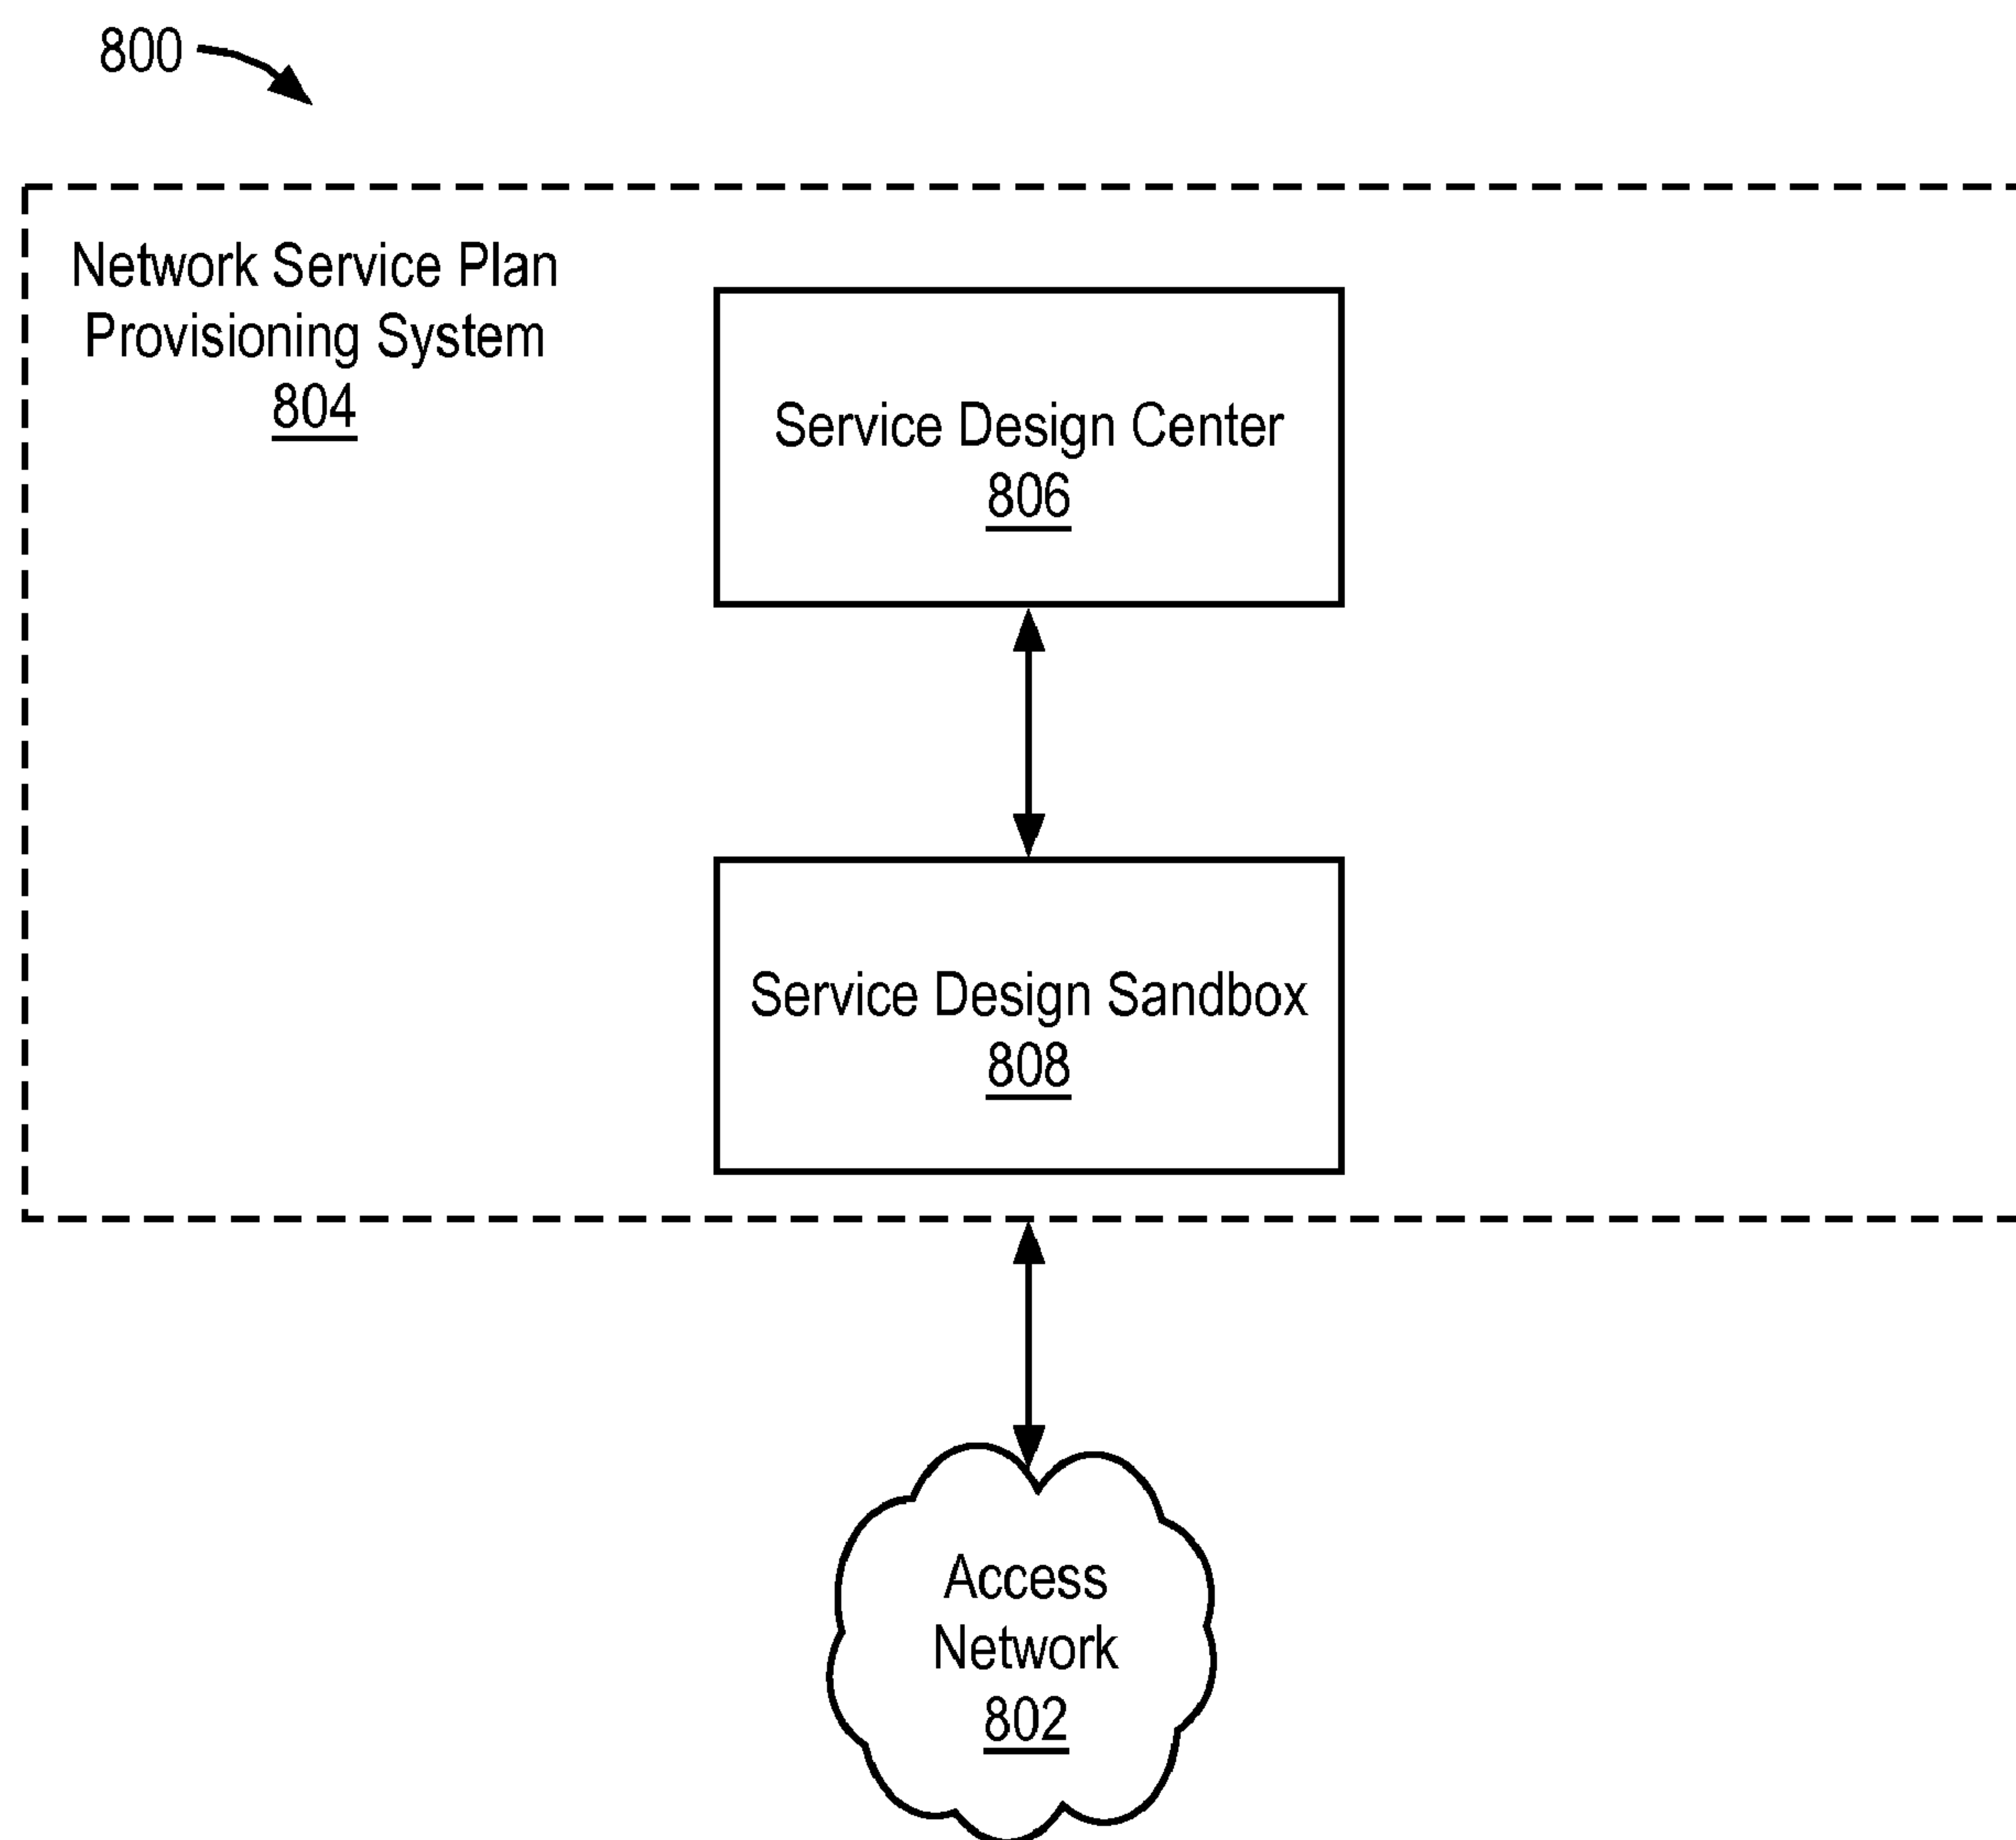 800
Network Service Plan
Provisioning System
804
Service Design Center
806
Service Design Sandbox
808
Access
Network
802